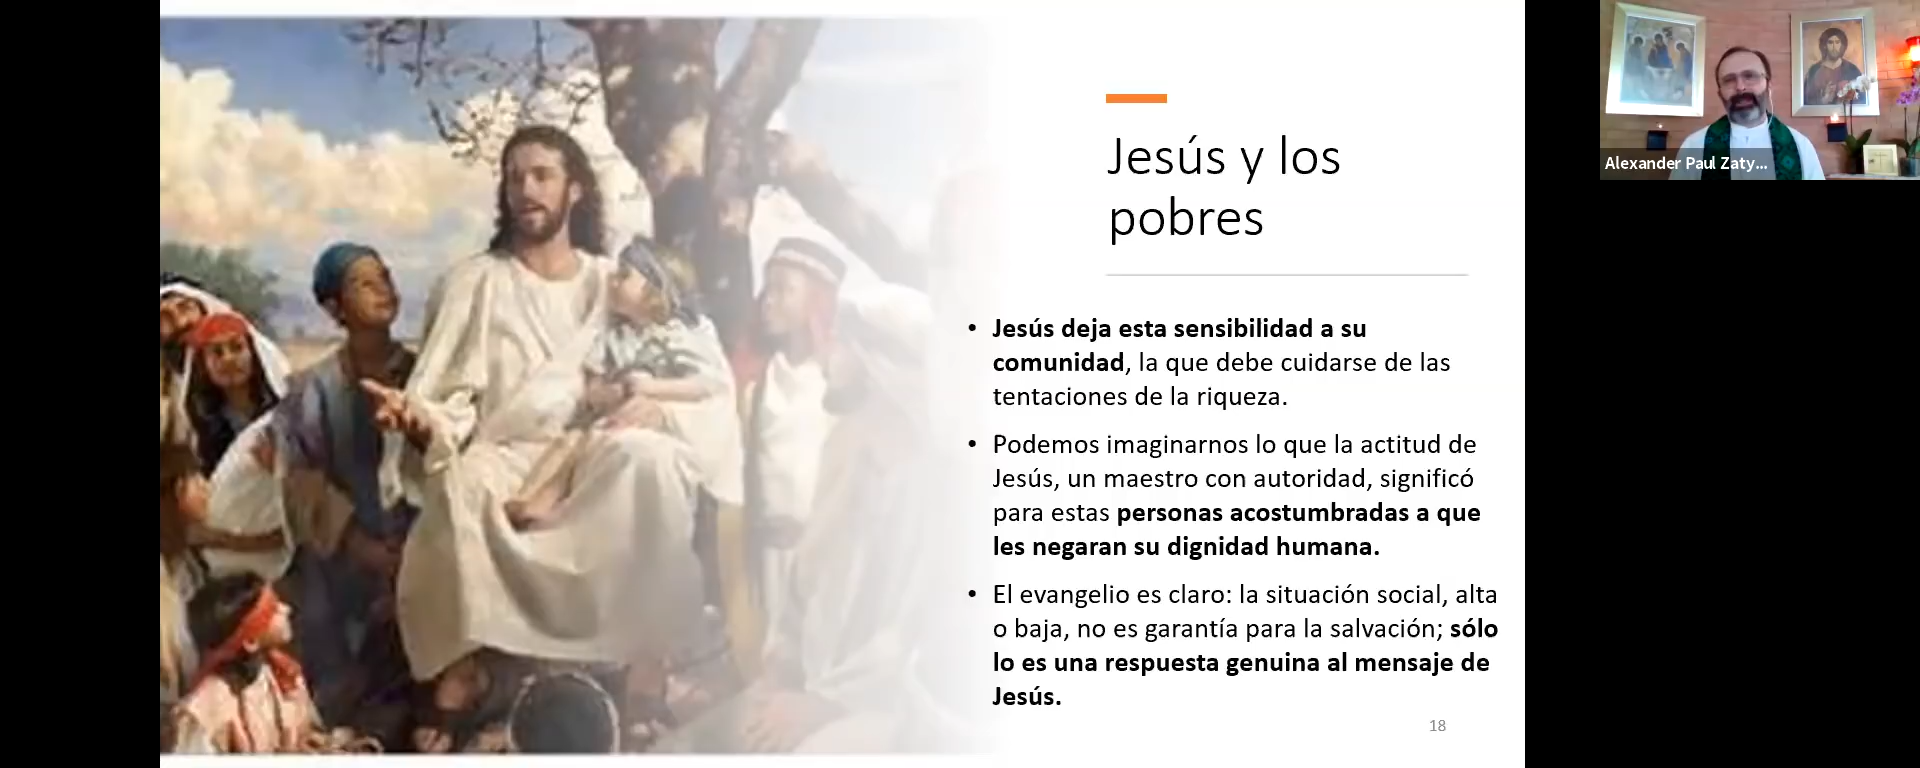 Jesús y los
pobres
• Jesús deja esta sensibilidad a su
comunidad, la que debe cuidarse de las
tentaciones de la riqueza.
• Podemos imaginarnos lo que la actitud de
Jesús, un maestro con autoridad, significó
para estas personas acostumbradas a que
les negaran su dignidad humana.
• El evangelio es claro: la situación social, alta
o baja, no es garantía para la salvación; sólo
lo es una respuesta genuina al mensaje de
Jesús.
18
Alexander Paul Zaty...